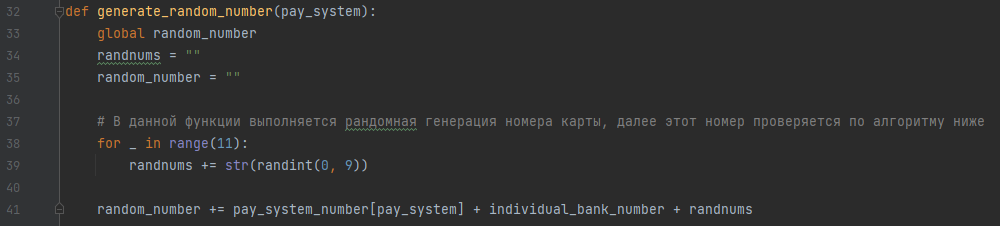 32 def generate_random_number(pay_system):
33 global random_number
34 randnums = ""
35 random_number = ""
36
37 # В данной функции выполняется рандомная генерация номера карты, далее этот номер проверяется по алгоритму ниже
38 for _ in range(11):
39 randnums += str(randint(0, 9))
40
41 random_number += pay_system_number[pay_system] + individual_bank_number + randnums